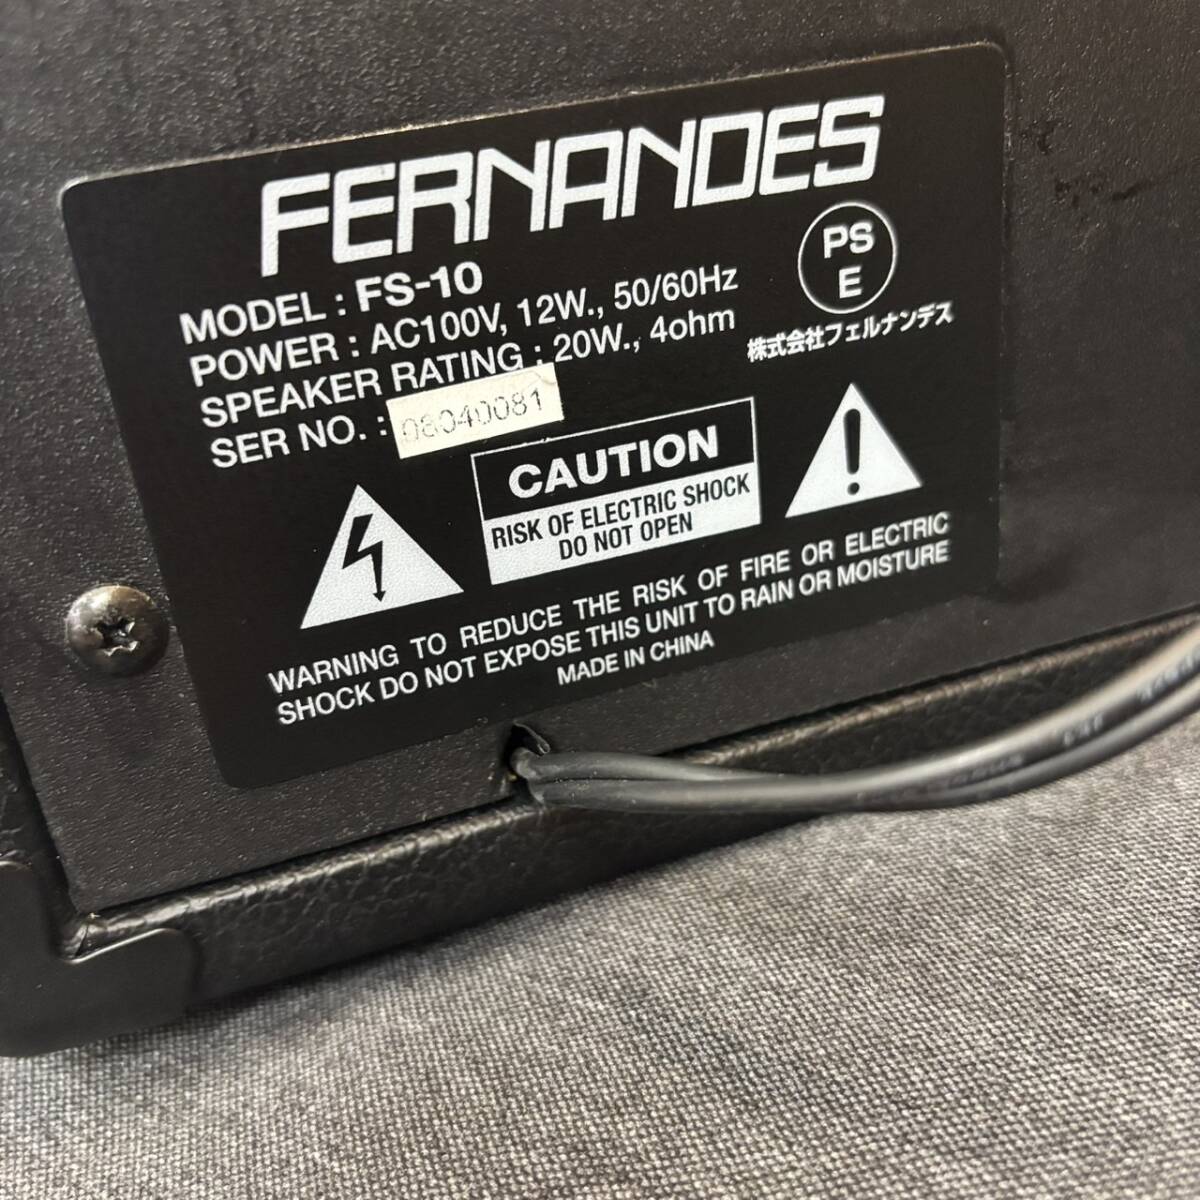 FERNANDES
MODEL : FS-10
POWER : AC100V, 12W., 50/60Hz
SPEAKER RATING : 20W., 4ohm
SER NO. : 08040081
PS
E
株式会社フェルナンデス
CAUTION
RISK OF ELECTRIC SHOCK
DO NOT OPEN
WARNING TO REDUCE THE RISK OF FIRE OR ELECTRIC
SHOCK DO NOT EXPOSE THIS UNIT TO RAIN OR MOISTURE
MADE IN CHINA